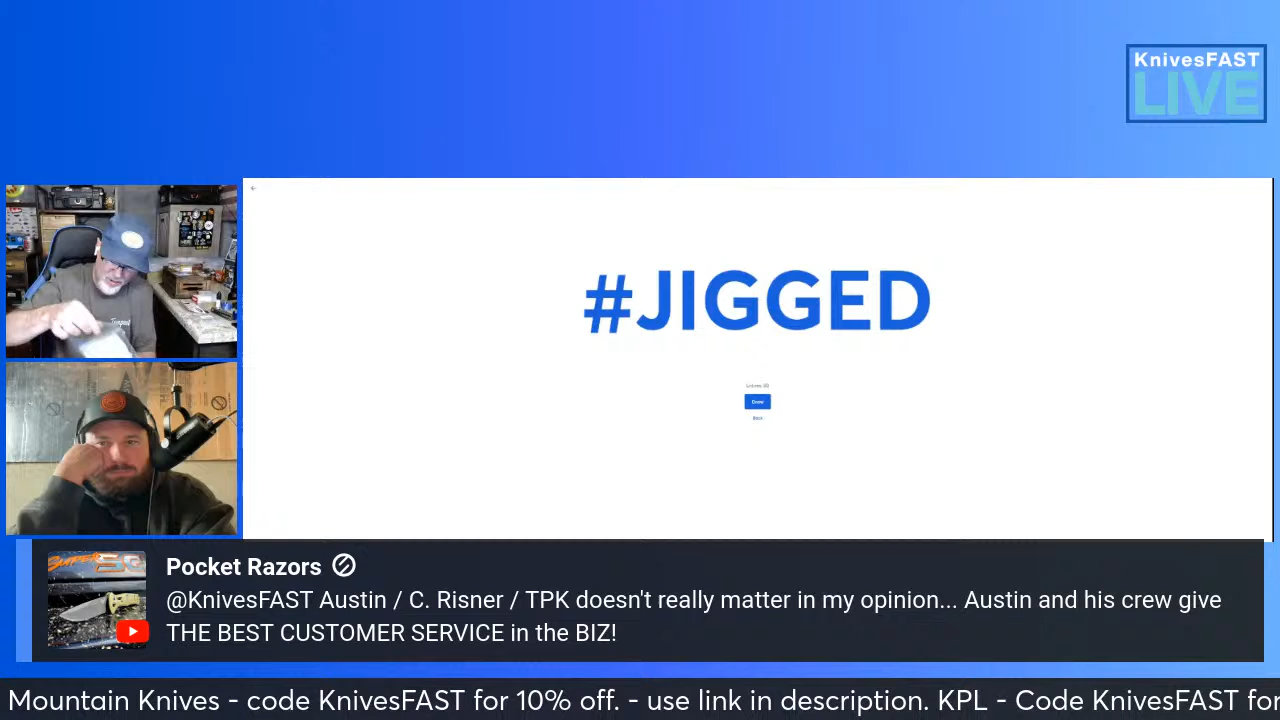 KnivesFAST
LIVE
#JIGGED
Draw
Back
Pocket Razors
@KnivesFAST Austin / C. Risner / TPK doesn't really matter in my opinion... Austin and his crew give
THE BEST CUSTOMER SERVICE in the BIZ!
Mountain Knives - code KnivesFAST for 10% off. - use link in description. KPL - Code KnivesFAST for